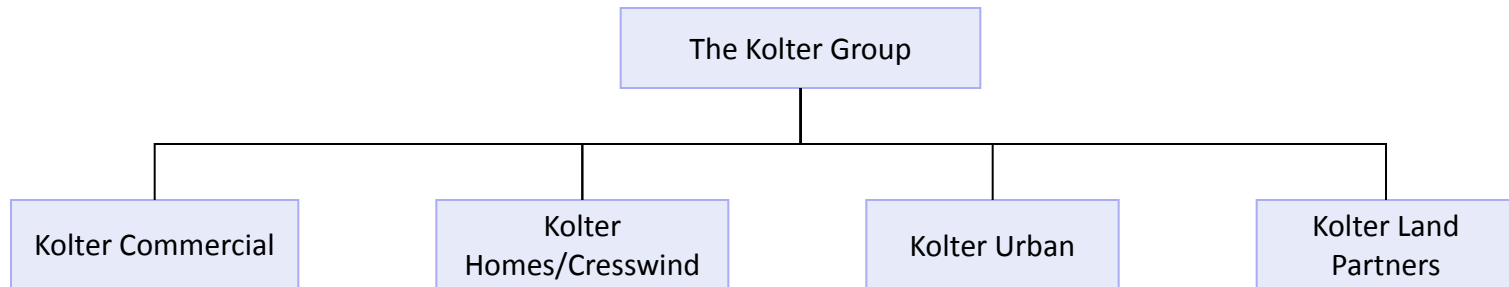 The Kolter Group
Kolter Commercial
Kolter
Homes/Cresswind
Kolter Urban
Kolter Land
Partners